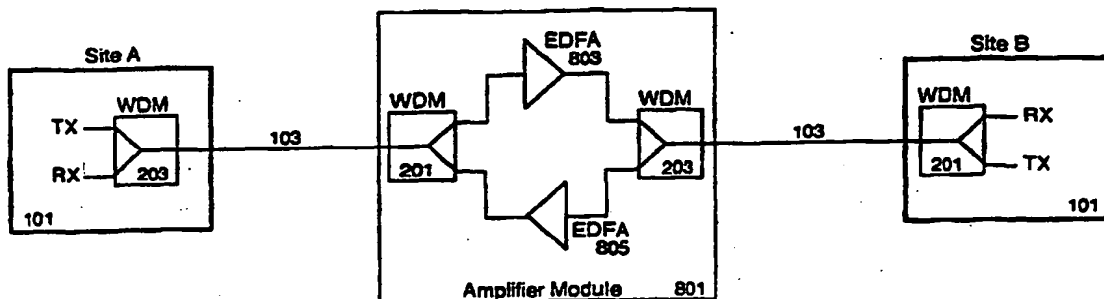 Site A
WDM
TX
RX
203
101
103
EDFA
803
WDM
201
WDM
203
EDFA
805
Amplifier Module 801
103
Site B
WDM
RX
TX
201
101